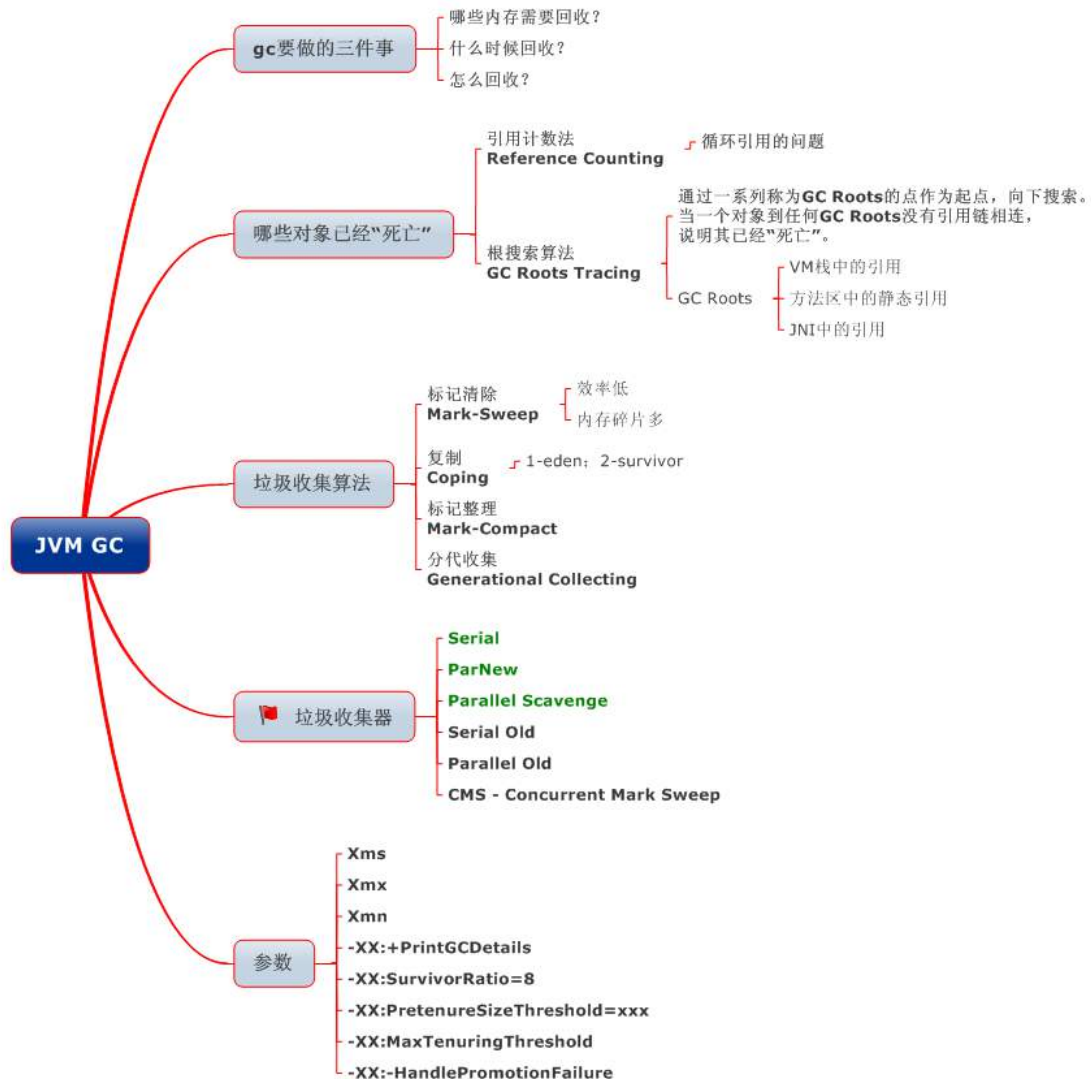 gc要做的三件事
哪些内存需要回收？
什么时候回收？
怎么回收？
哪些对象已经“死亡”
引用计数法
Reference Counting
循环引用的问题
根搜索算法
GC Roots Tracing
通过一系列称为GC Roots的点作为起点，向下搜索。
当一个对象到任何GC Roots没有引用链相连，
说明其已经“死亡”。
GC Roots
VM栈中的引用
方法区中的静态引用
JNI中的引用
垃圾收集算法
标记清除
Mark-Sweep
效率低
内存碎片多
复制
Coping
1-eden；2-survivor
标记整理
Mark-Compact
分代收集
Generational Collecting
JVM GC
垃圾收集器
Serial
ParNew
Parallel Scavenge
Serial Old
Parallel Old
CMS - Concurrent Mark Sweep
参数
Xms
Xmx
Xmn
-XX:+PrintGCDetails
-XX:SurvivorRatio=8
-XX:PretenureSizeThreshold=xxx
-XX:MaxTenuringThreshold
-XX:-HandlePromotionFailure